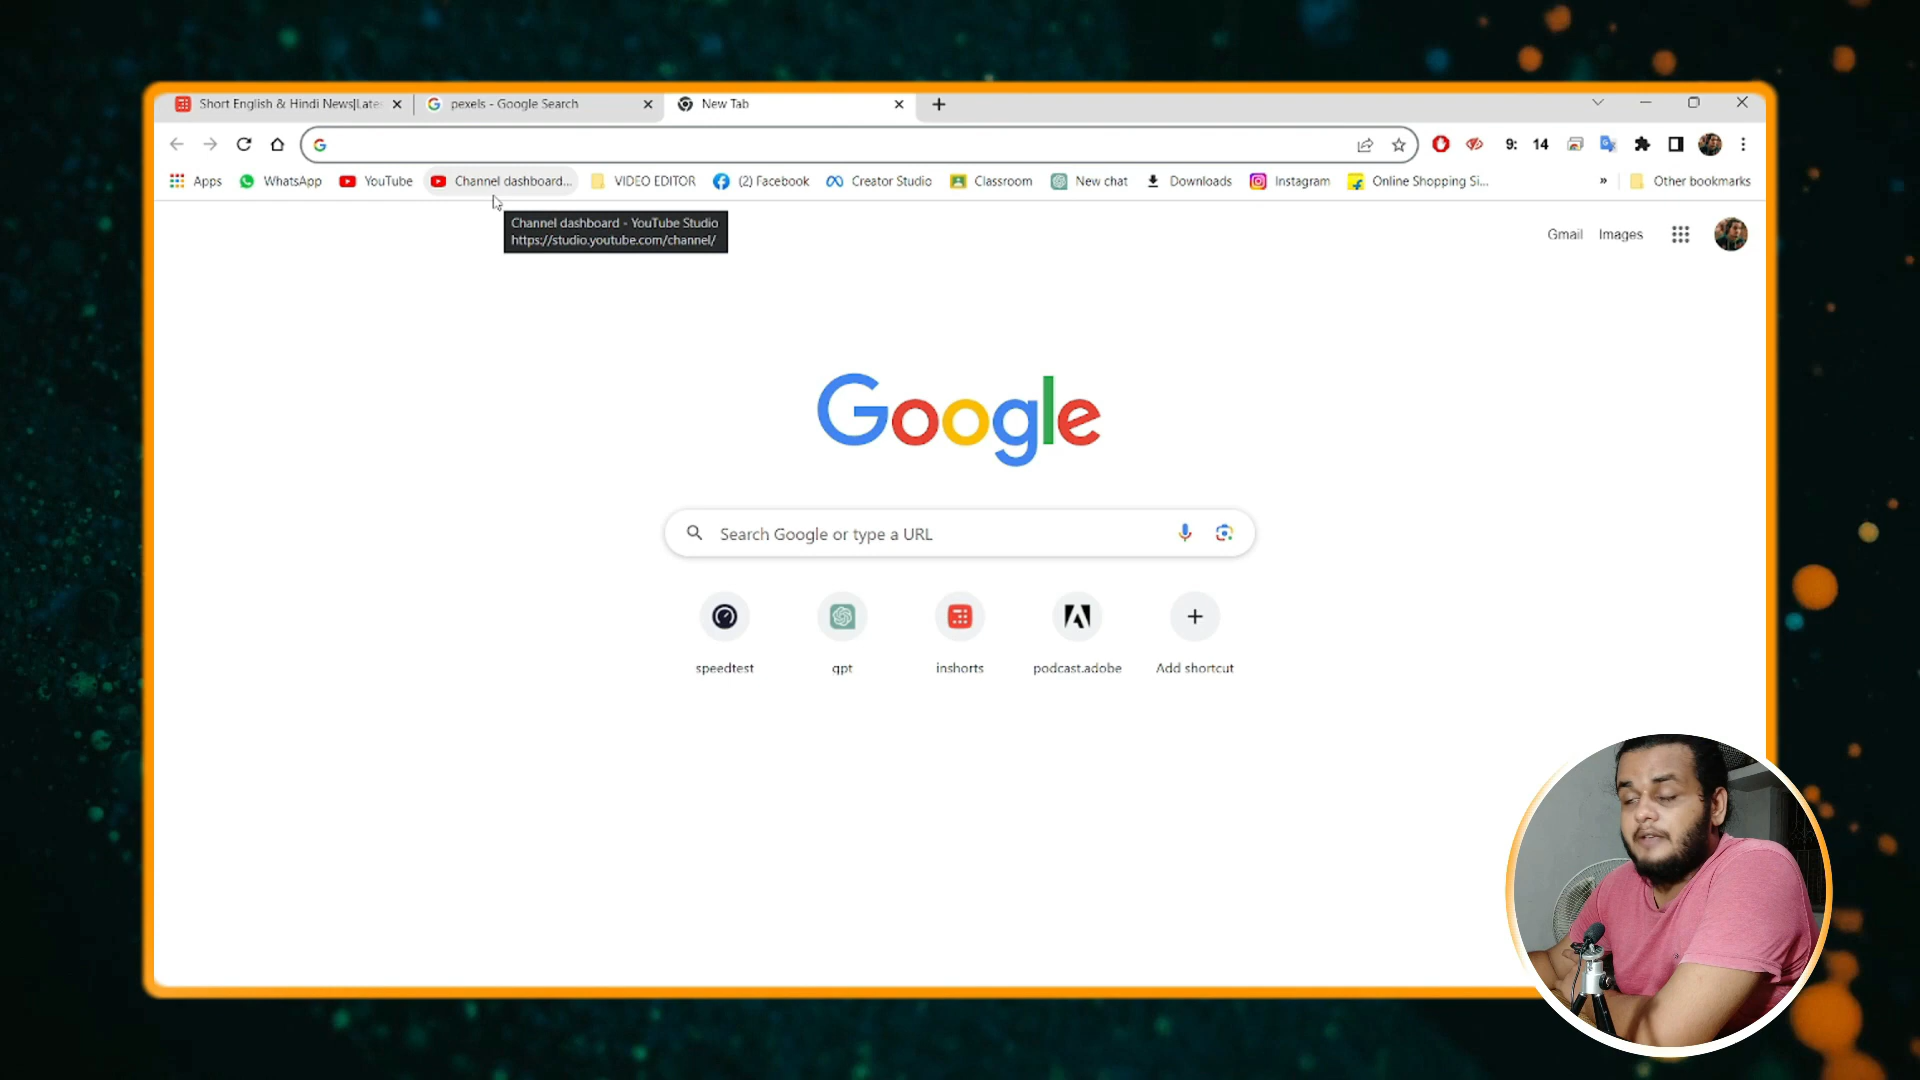 Short English & Hindi News|Late
pexels - Google Search
New Tab
9: 14
Apps
WhatsApp
YouTube
Channel dashboard...
VIDEO EDITOR
(2) Facebook
Creator Studio
Classroom
New chat
Downloads
Instagram
Online Shopping Si...
»
Other bookmarks
Channel dashboard - YouTube Studio
https://studio.youtube.com/channel/
Gmail
Images
Google
Search Google or type a URL
speedtest
gpt
inshorts
podcast.adobe
Add shortcut